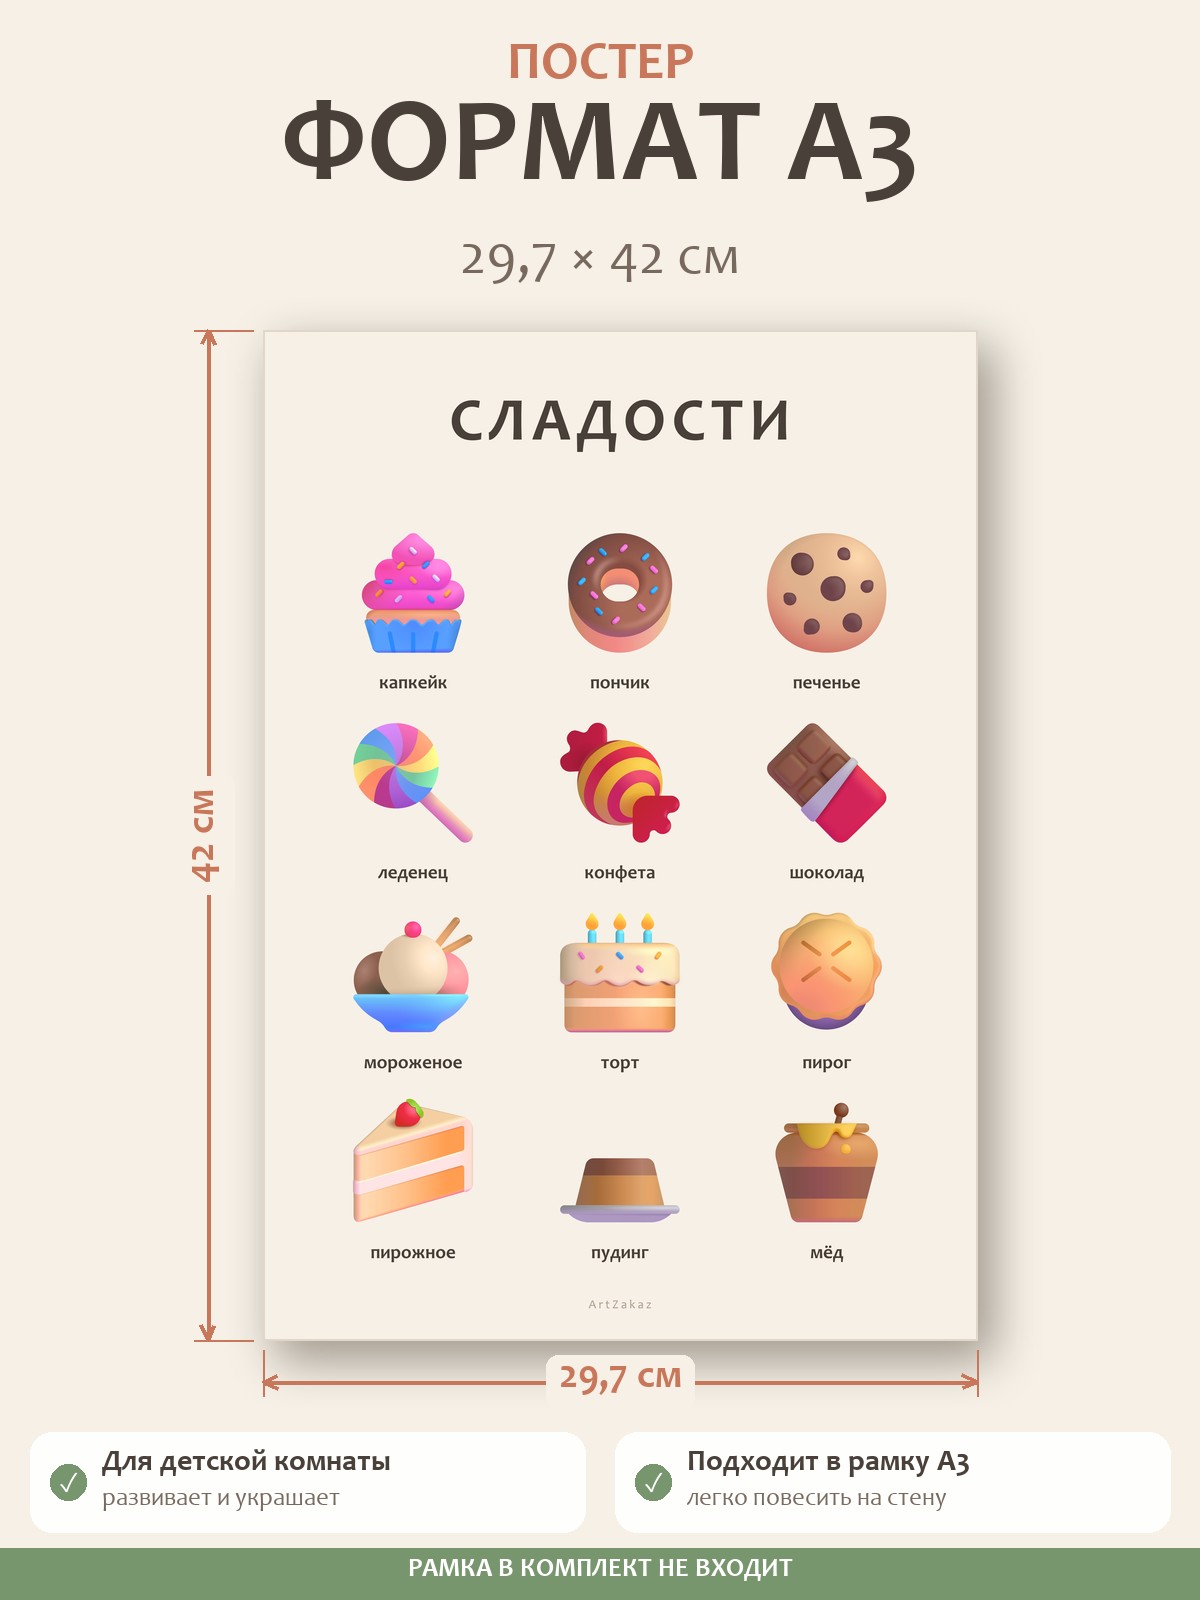 ПОСТЕР
ФОРМАТ А3
29,7 × 42 см
СЛАДОСТИ
капкейк
пончик
печенье
леденец
конфета
шоколад
мороженое
торт
пирог
пирожное
пудинг
мёд
ArtZakaz
42 см
29,7 см
Для детской комнаты
развивает и украшает
Подходит в рамку А3
легко повесить на стену
РАМКА В КОМПЛЕКТ НЕ ВХОДИТ